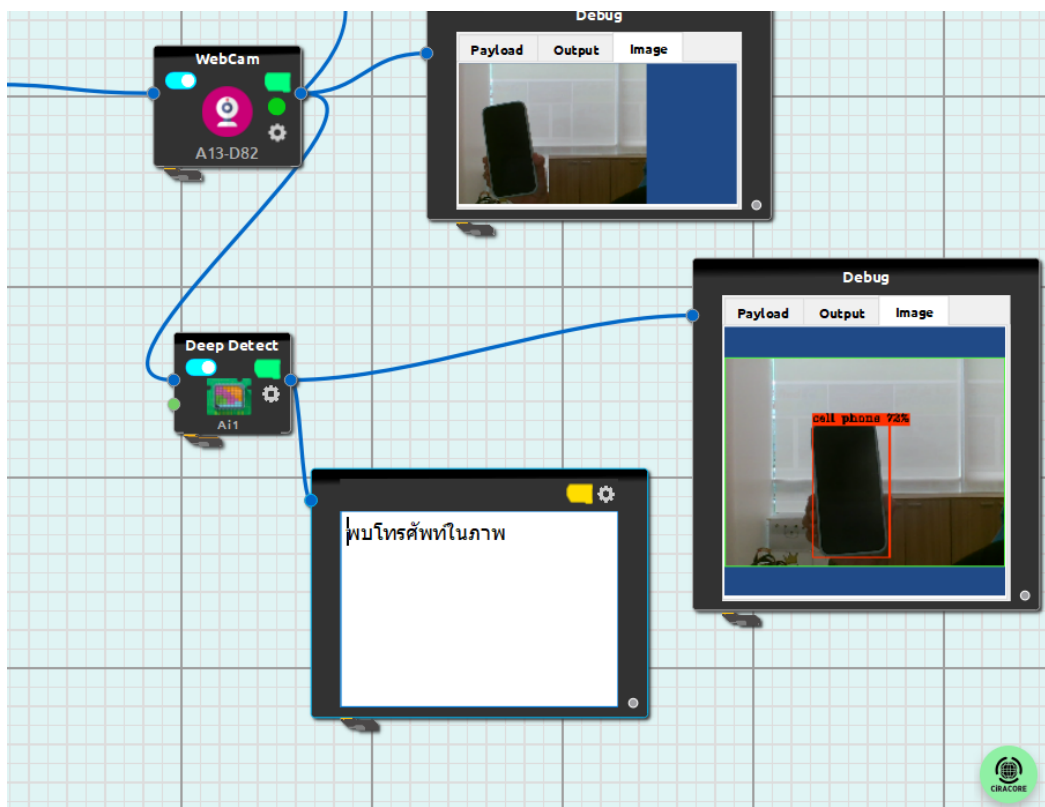 Debug
Payload Output Image
WebCam
A13-D82
Debug
Payload Output Image
cell phone 72%
Deep Detect
Ai1
พบโทรศัพท์ในภาพ
CiRACORE